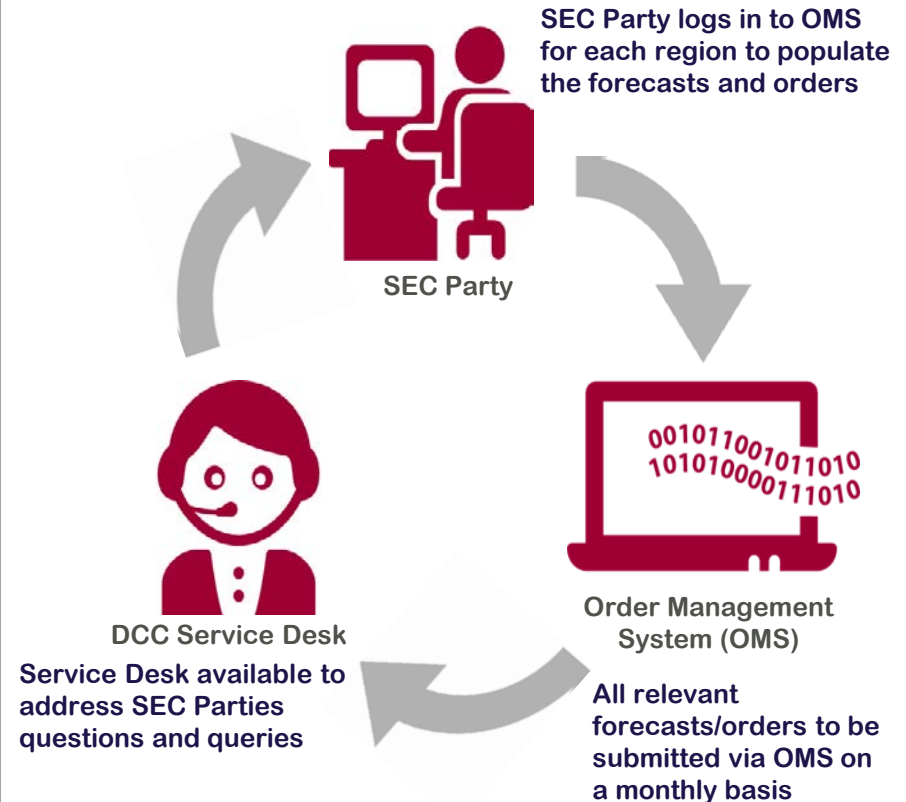 SEC Party logs in to OMS
for each region to populate
the forecasts and orders
SEC Party
001011001011010
101010000111010
Order Management
System (OMS)
All relevant
forecasts/orders to be
submitted via OMS on
a monthly basis
DCC Service Desk
Service Desk available to
address SEC Parties
questions and queries